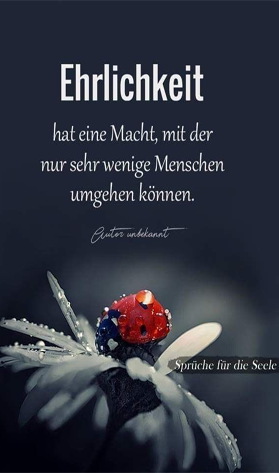 Ehrlichkeit
hat eine Macht, mit der
nur sehr wenige Menschen
umgehen können.
Autor unbekannt
Sprüche für die Seele